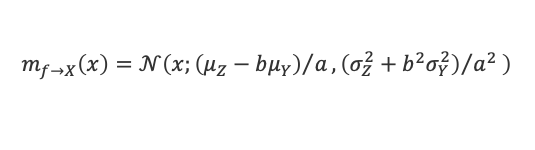 m_{f→X}(x) = 𝒩(x; (μ_Z − bμ_Y)/a , (σ_Z^2 + b^2σ_Y^2)/a^2 )